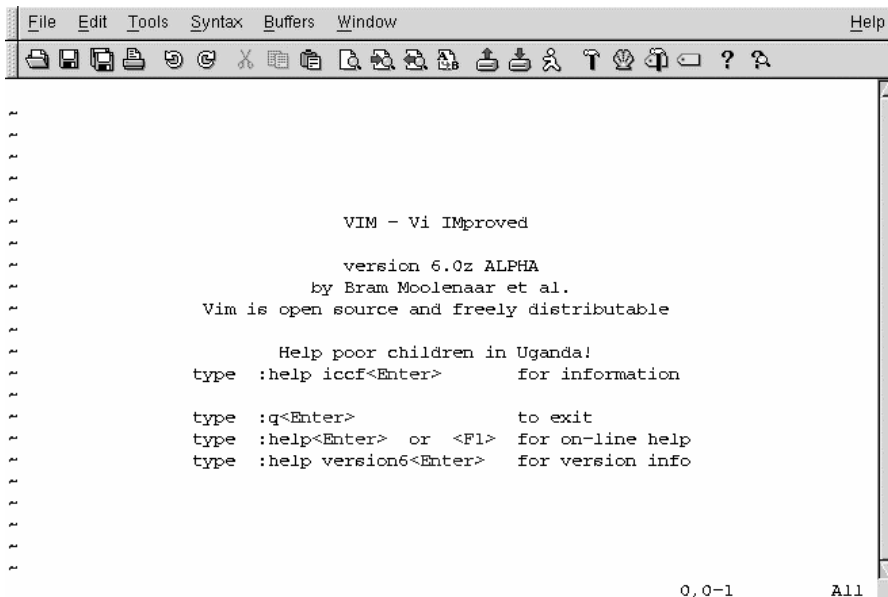 File Edit Tools Syntax Buffers Window Help
~
~
~
~
~
~ VIM - Vi IMproved
~
~ version 6.0z ALPHA
~ by Bram Moolenaar et al.
~ Vim is open source and freely distributable
~
~ Help poor children in Uganda!
~ type :help iccf<Enter> for information
~
~ type :q<Enter> to exit
~ type :help<Enter> or <F1> for on-line help
~ type :help version6<Enter> for version info
~
~
~
~
~
0,0-1 All